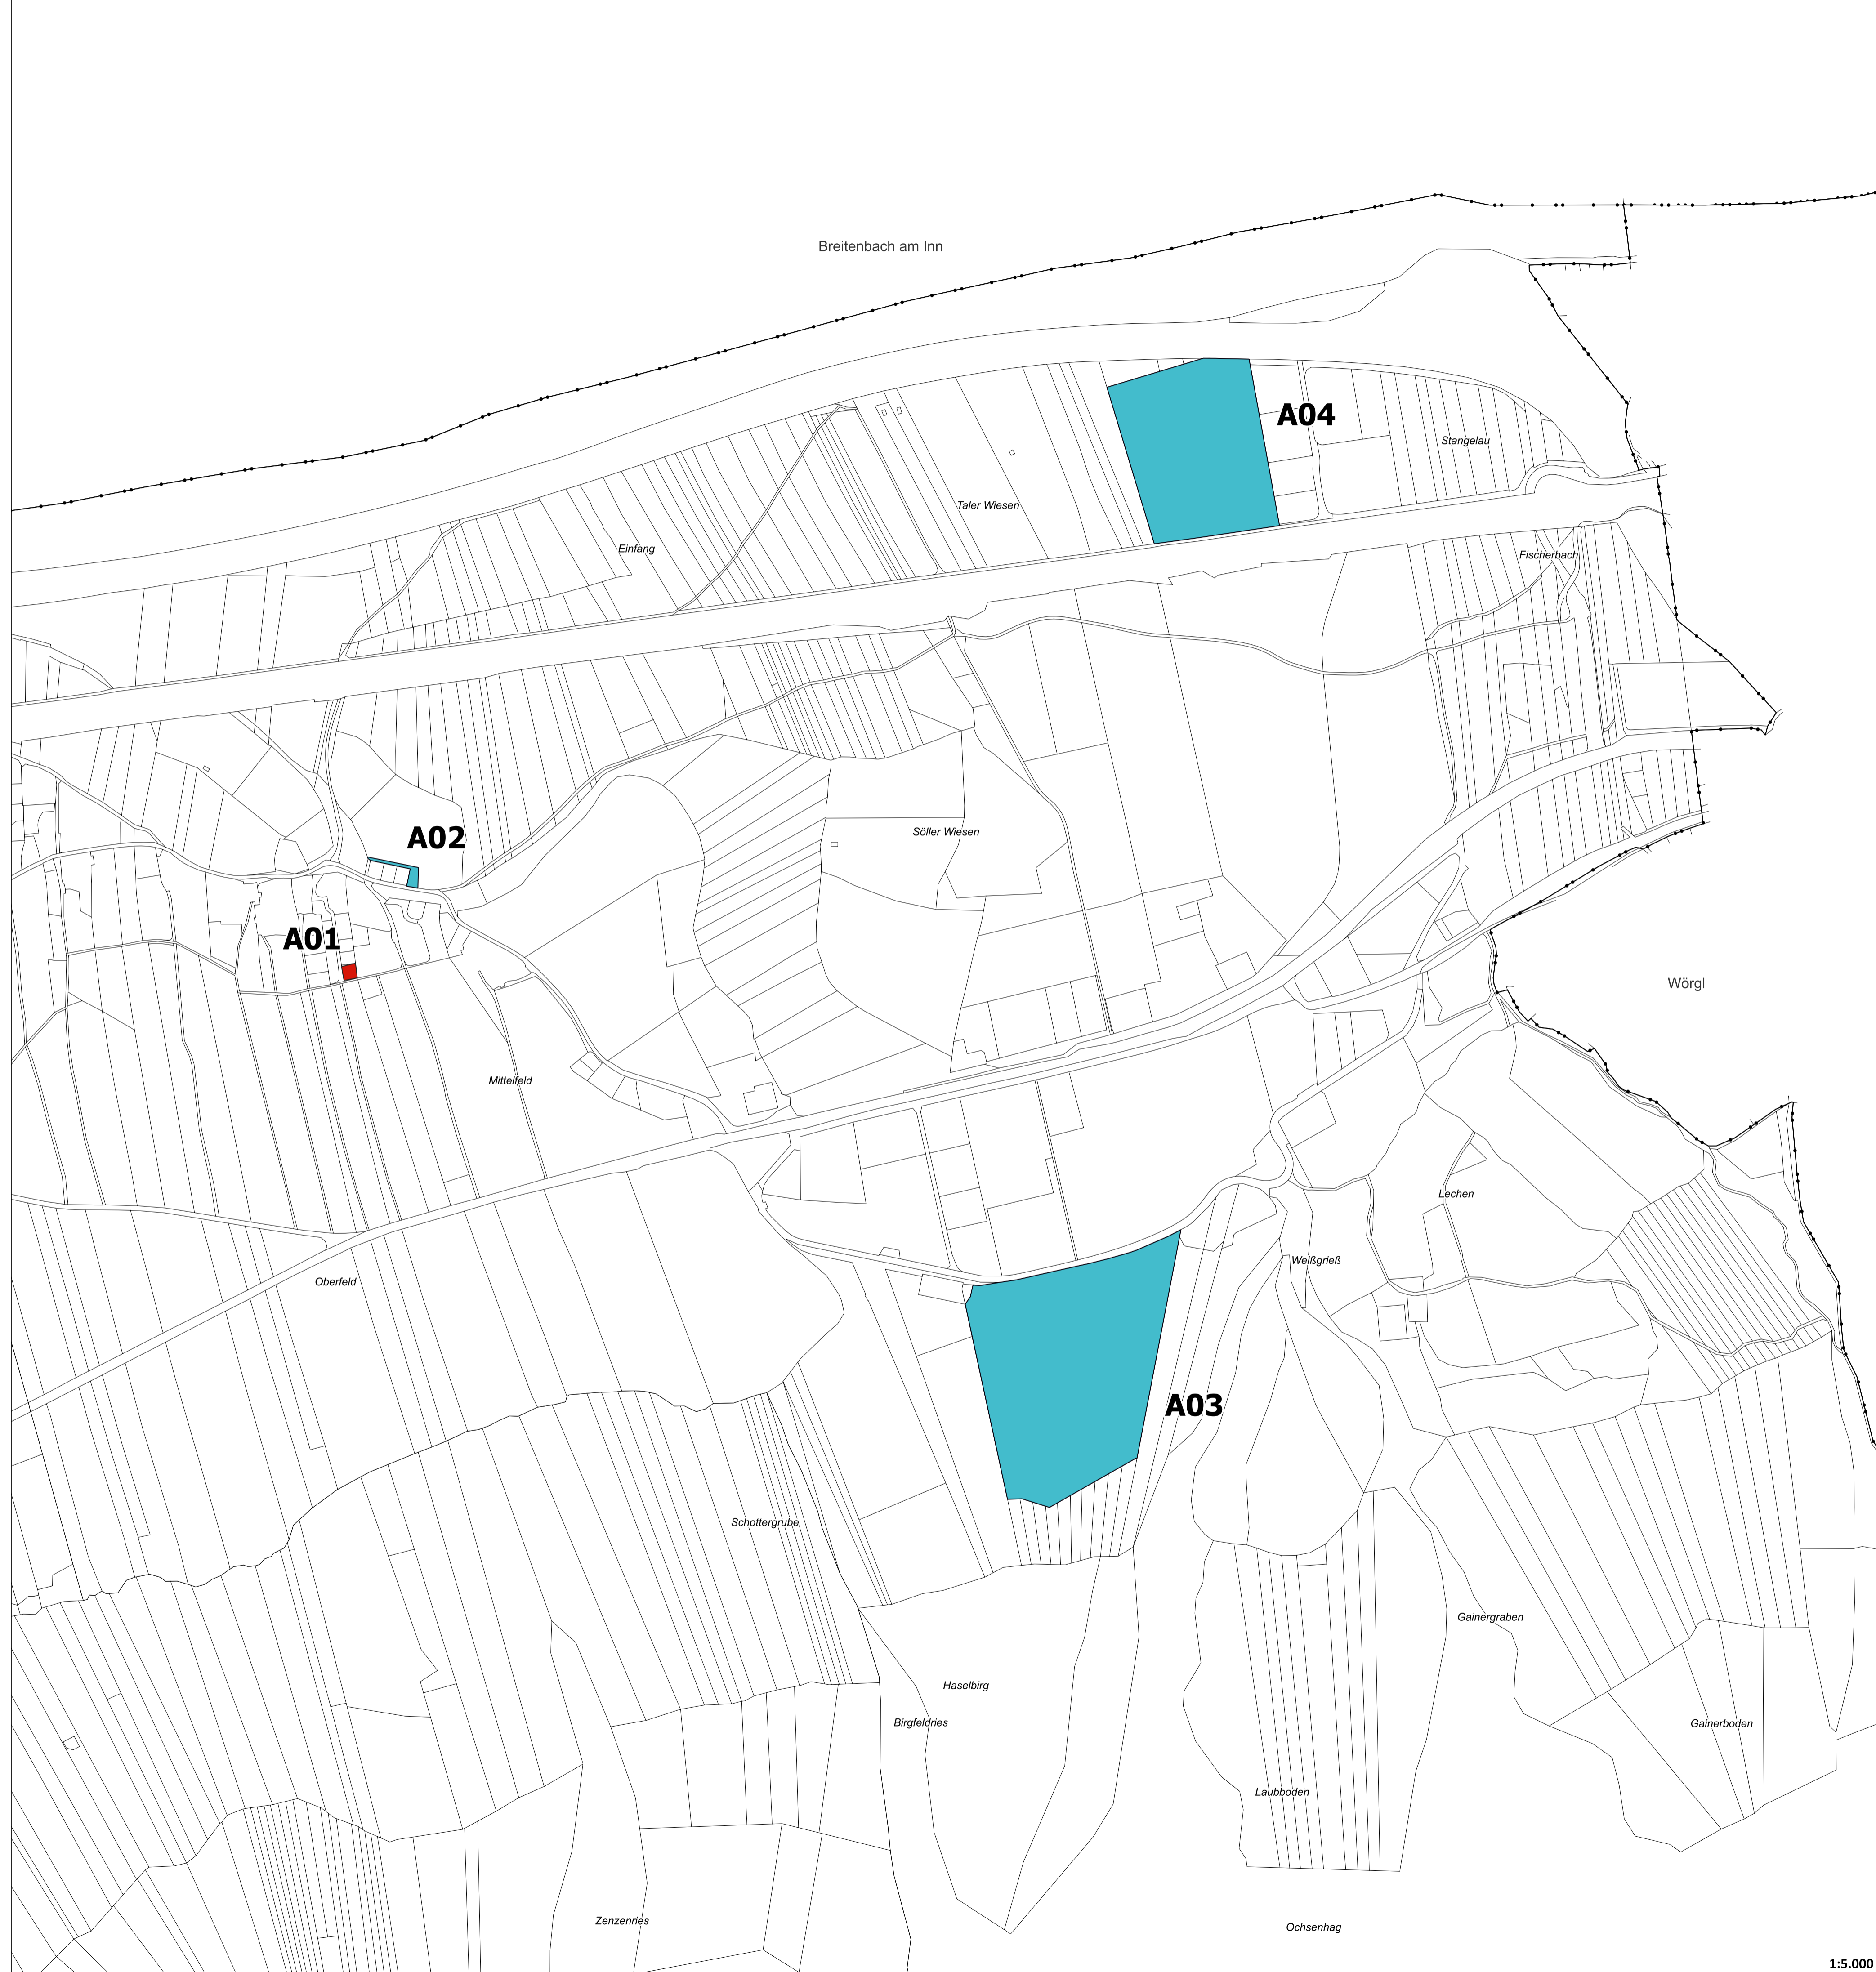 Breitenbach am Inn
A04
Stangelau
Taler Wiesen
Einfang
Fischerbach
A02
Söller Wiesen
A01
Wörgl
Mittelfeld
Lechen
Weißgrieß
Oberfeld
A03
Schottergrube
Gainergraben
Haselbirg
Birgfeldries
Gainerboden
Laubboden
Zenzenries
Ochsenhag
1:5.000